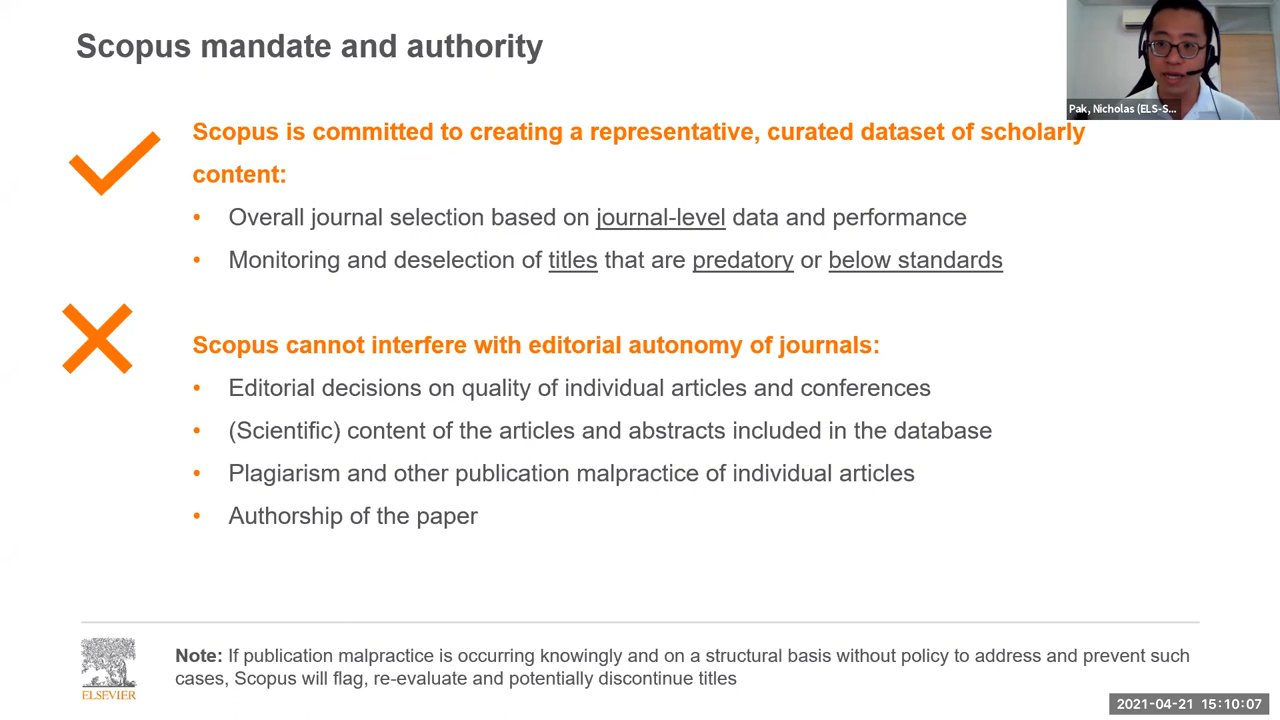 Scopus mandate and authority
Pak, Nicholas (ELS-S...
Scopus is committed to creating a representative, curated dataset of scholarly
content:
• Overall journal selection based on journal-level data and performance
• Monitoring and deselection of titles that are predatory or below standards
Scopus cannot interfere with editorial autonomy of journals:
• Editorial decisions on quality of individual articles and conferences
• (Scientific) content of the articles and abstracts included in the database
• Plagiarism and other publication malpractice of individual articles
• Authorship of the paper
Note: If publication malpractice is occurring knowingly and on a structural basis without policy to address and prevent such
cases, Scopus will flag, re-evaluate and potentially discontinue titles
ELSEVIER
2021-04-21 15:10:07